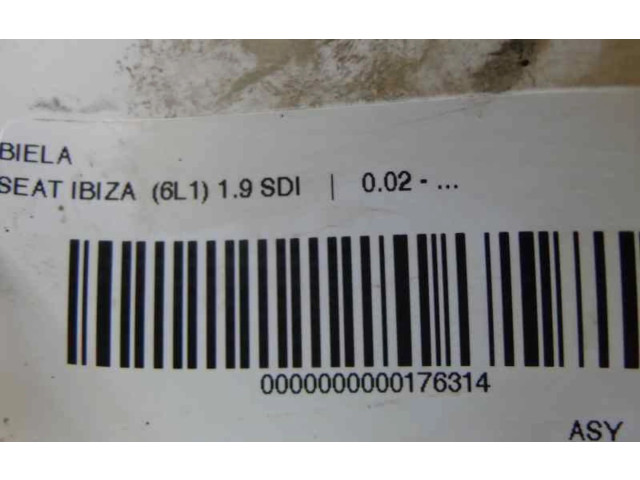 BIELA
SEAT IBIZA (6L1) 1.9 SDI | 0.02 - ...
0000000000176314
ASY